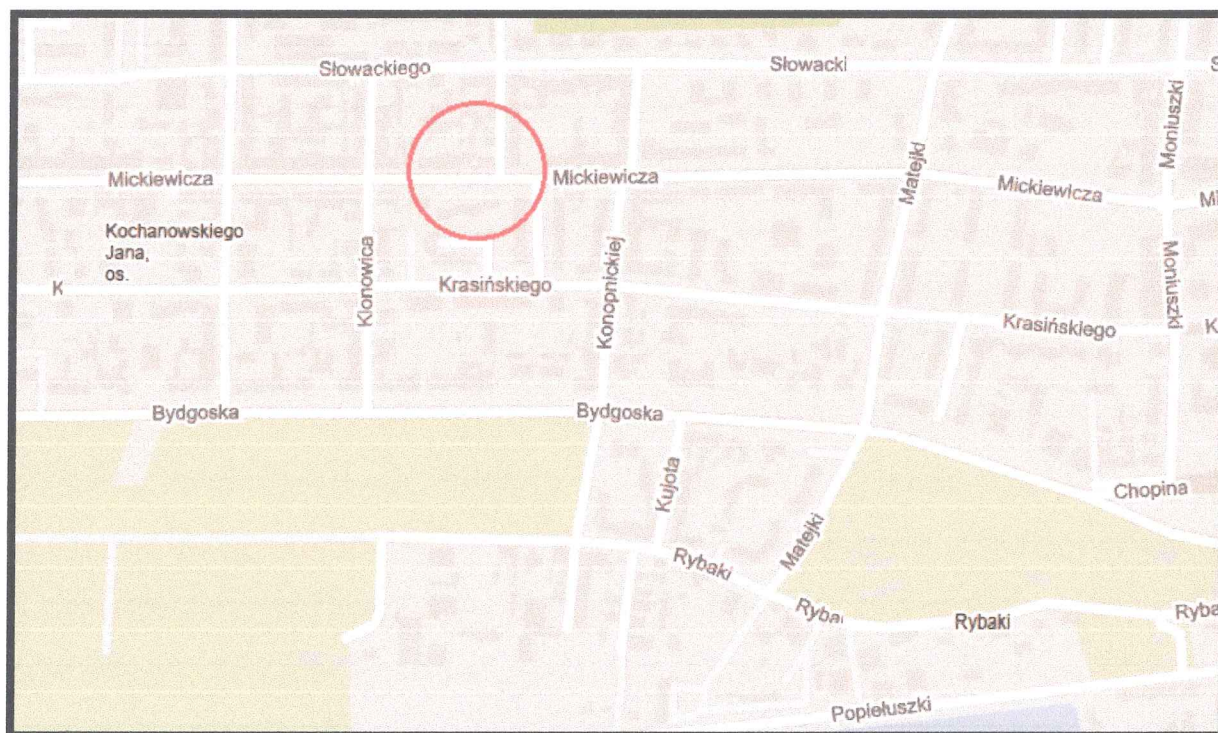 Słowackiego
Słowacki
S
Moniuszki
Matejki
Mickiewicza
Mickiewicza
Mickiewicza
Mi
Kochanowskiego
Jana,
os.
K
Klonowica
Krasińskiego
Konopnickiej
Moniuszki
Krasińskiego
K
Bydgoska
Bydgoska
Kujota
Chopina
Matejki
Rybaki
Rybal
Rybaki
Ryba
Popiełuszki